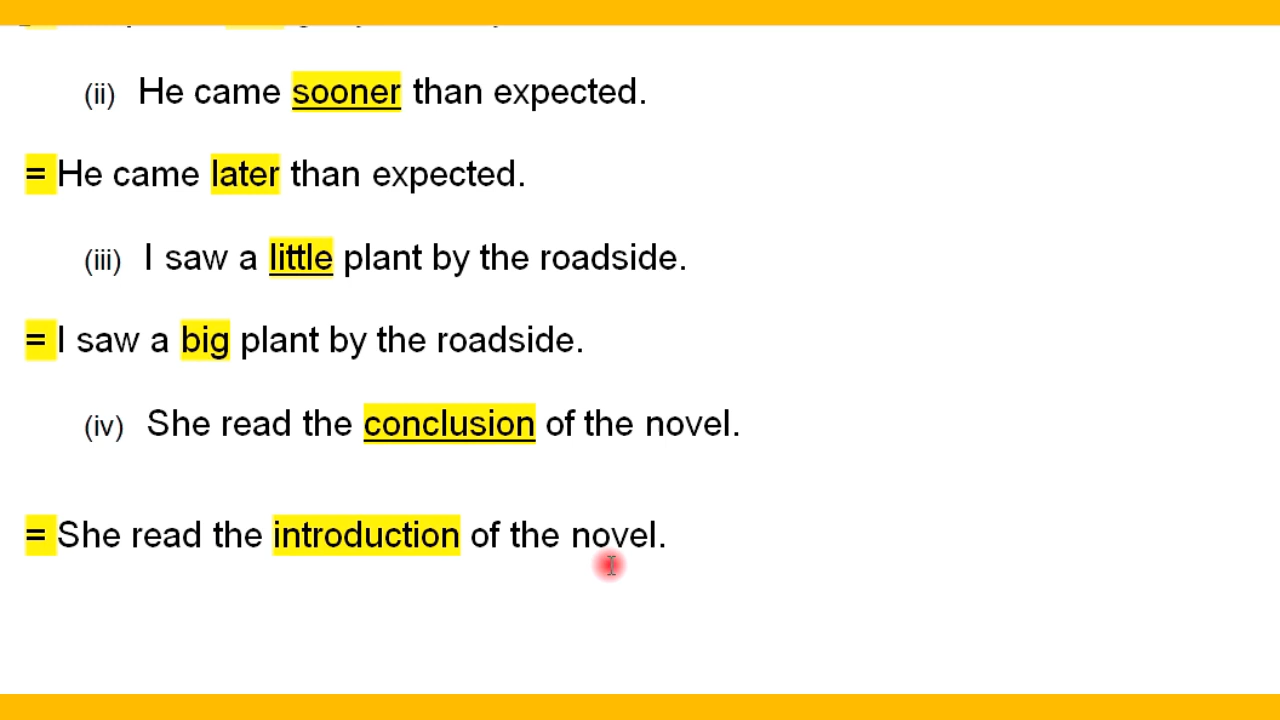 (ii) He came sooner than expected.
= He came later than expected.
(iii) I saw a little plant by the roadside.
= I saw a big plant by the roadside.
(iv) She read the conclusion of the novel.
= She read the introduction of the novel.